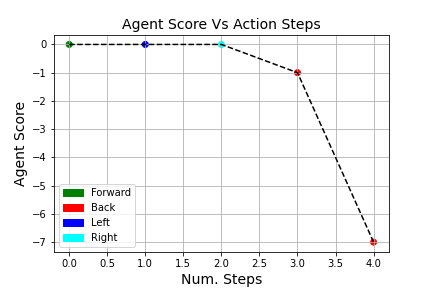 Agent Score Vs Action Steps
0
−1
−2
−3
−4
−5
−6
−7
Agent Score
Forward
Back
Left
Right
0.0 0.5 1.0 1.5 2.0 2.5 3.0 3.5 4.0
Num. Steps